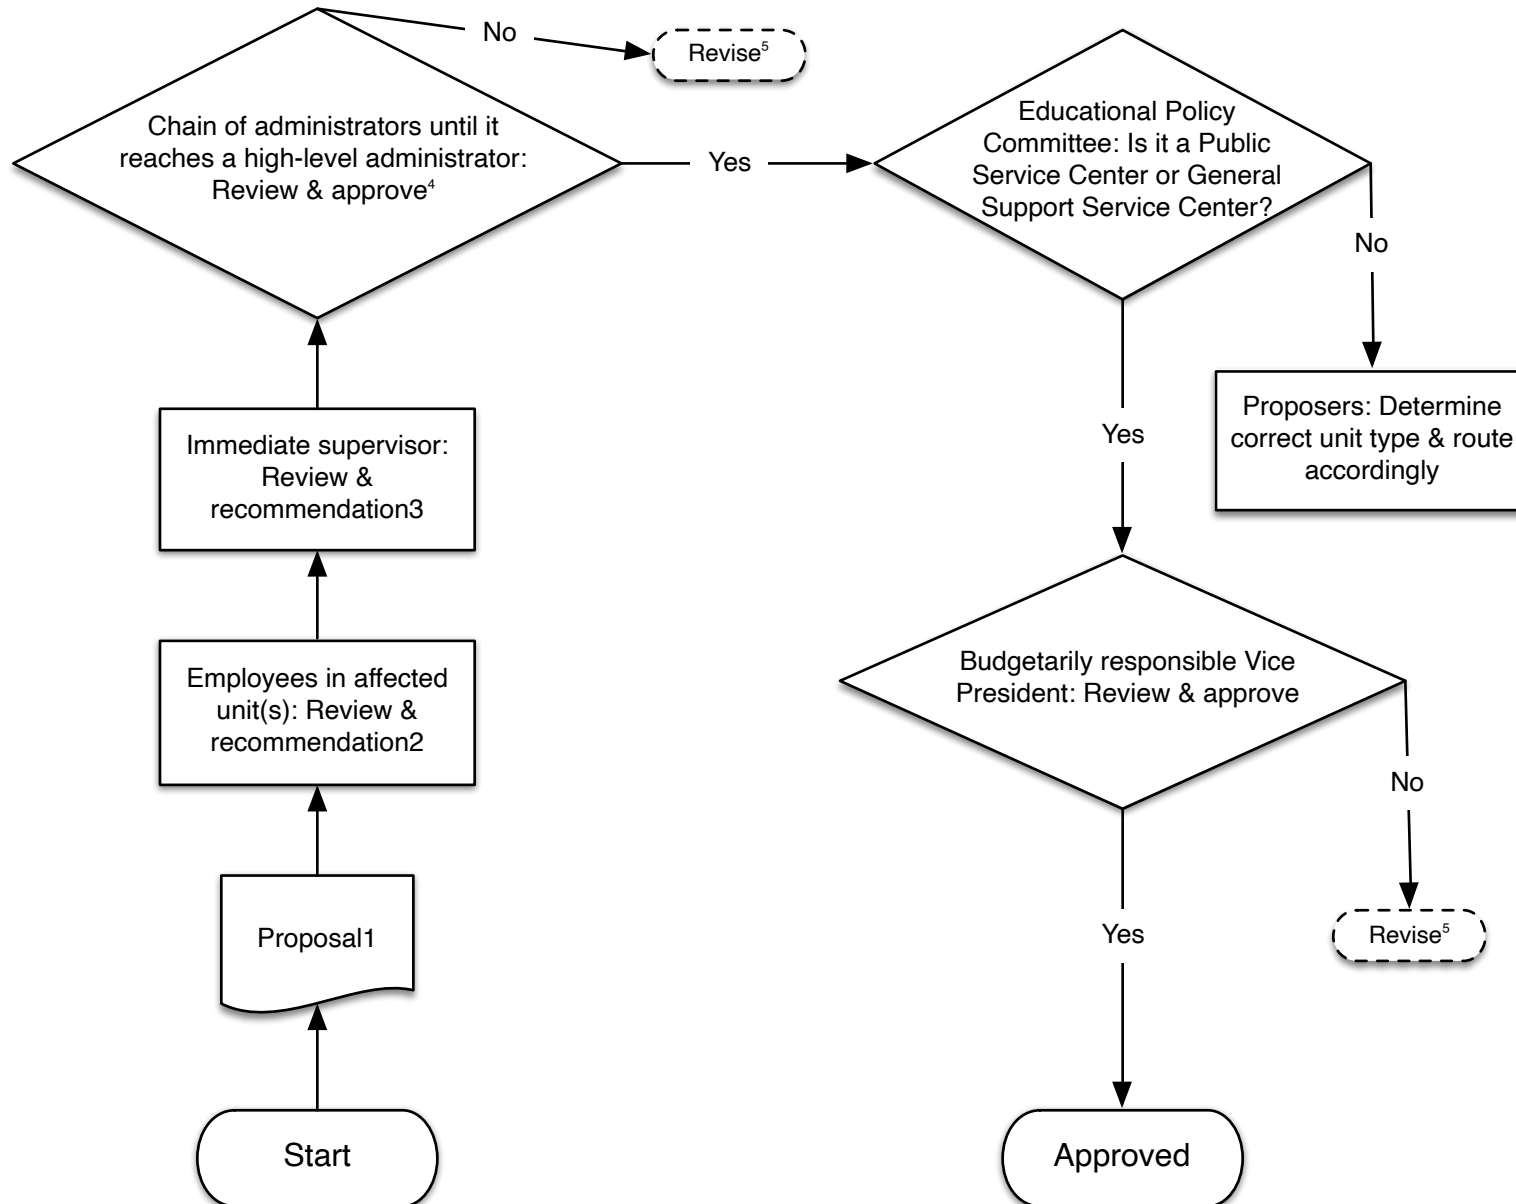 No
Revise⁵
Chain of administrators until it
reaches a high-level administrator:
Review & approve⁴
Yes
Educational Policy
Committee: Is it a Public
Service Center or General
Support Service Center?
No
Immediate supervisor:
Review &
recommendation3
Yes
Proposers: Determine
correct unit type & route
accordingly
Employees in affected
unit(s): Review &
recommendation2
Budgetarily responsible Vice
President: Review & approve
No
Proposal1
Yes
Revise⁵
Start
Approved